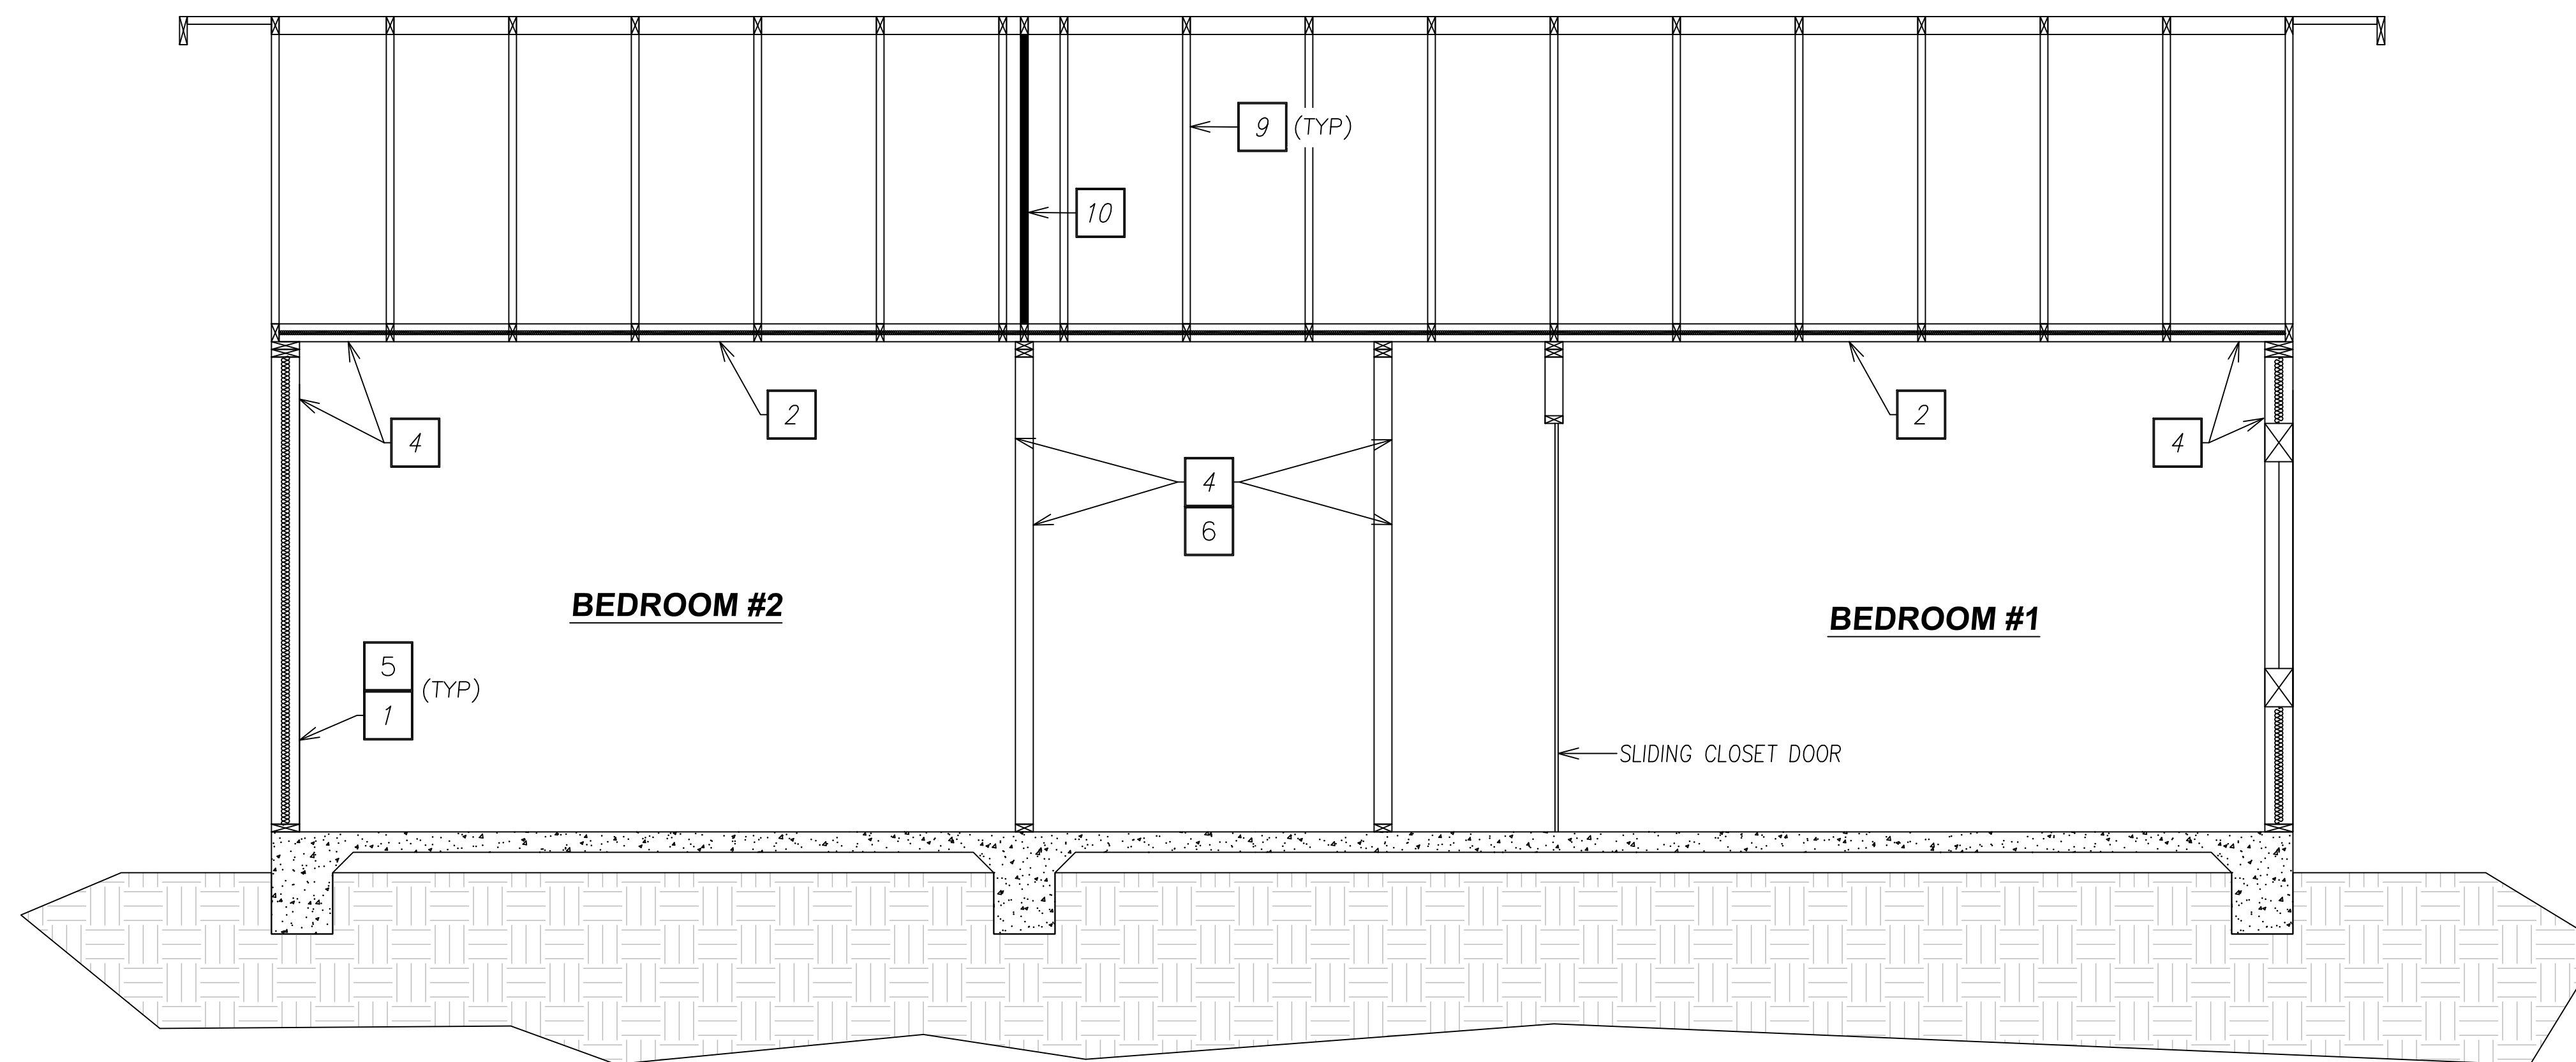 9 (TYP)
10
2
2
4
4
4
6
BEDROOM #2
BEDROOM #1
5
(TYP)
1
SLIDING CLOSET DOOR